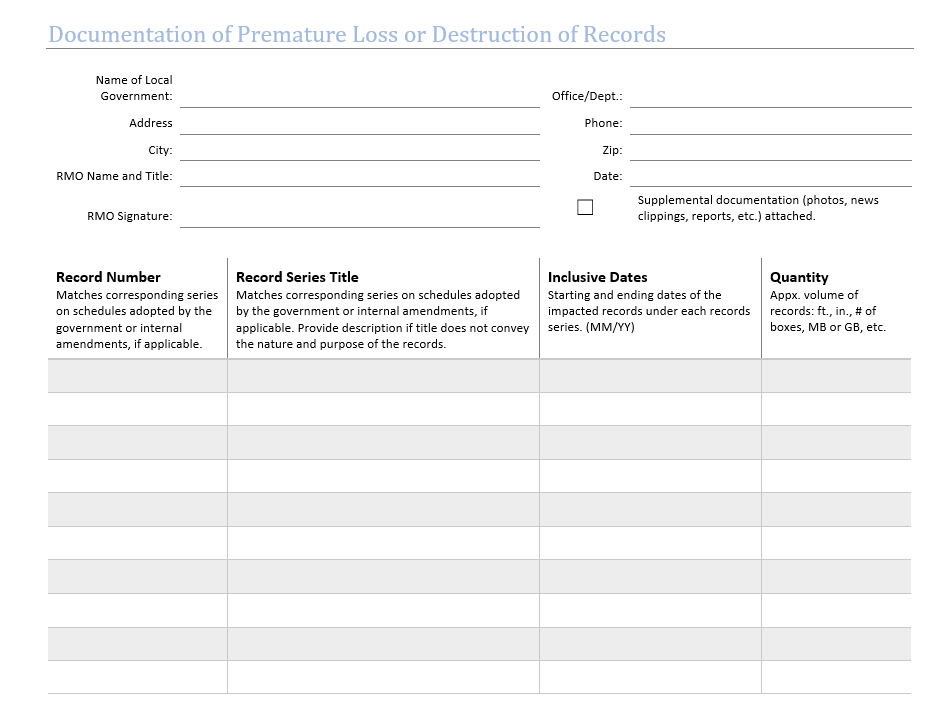 Documentation of Premature Loss or Destruction of Records
Name of Local
Government:
Office/Dept.:
Address
Phone:
City:
Zip:
RMO Name and Title:
Date:
RMO Signature:
Supplemental documentation (photos, news
clippings, reports, etc.) attached.
Record Number
Matches corresponding series
on schedules adopted by the
government or internal
amendments, if applicable.
Record Series Title
Matches corresponding series on schedules adopted
by the government or internal amendments, if
applicable. Provide description if title does not convey
the nature and purpose of the records.
Inclusive Dates
Starting and ending dates of the
impacted records under each records
series. (MM/YY)
Quantity
Appx. volume of
records: ft., in., # of
boxes, MB or GB, etc.